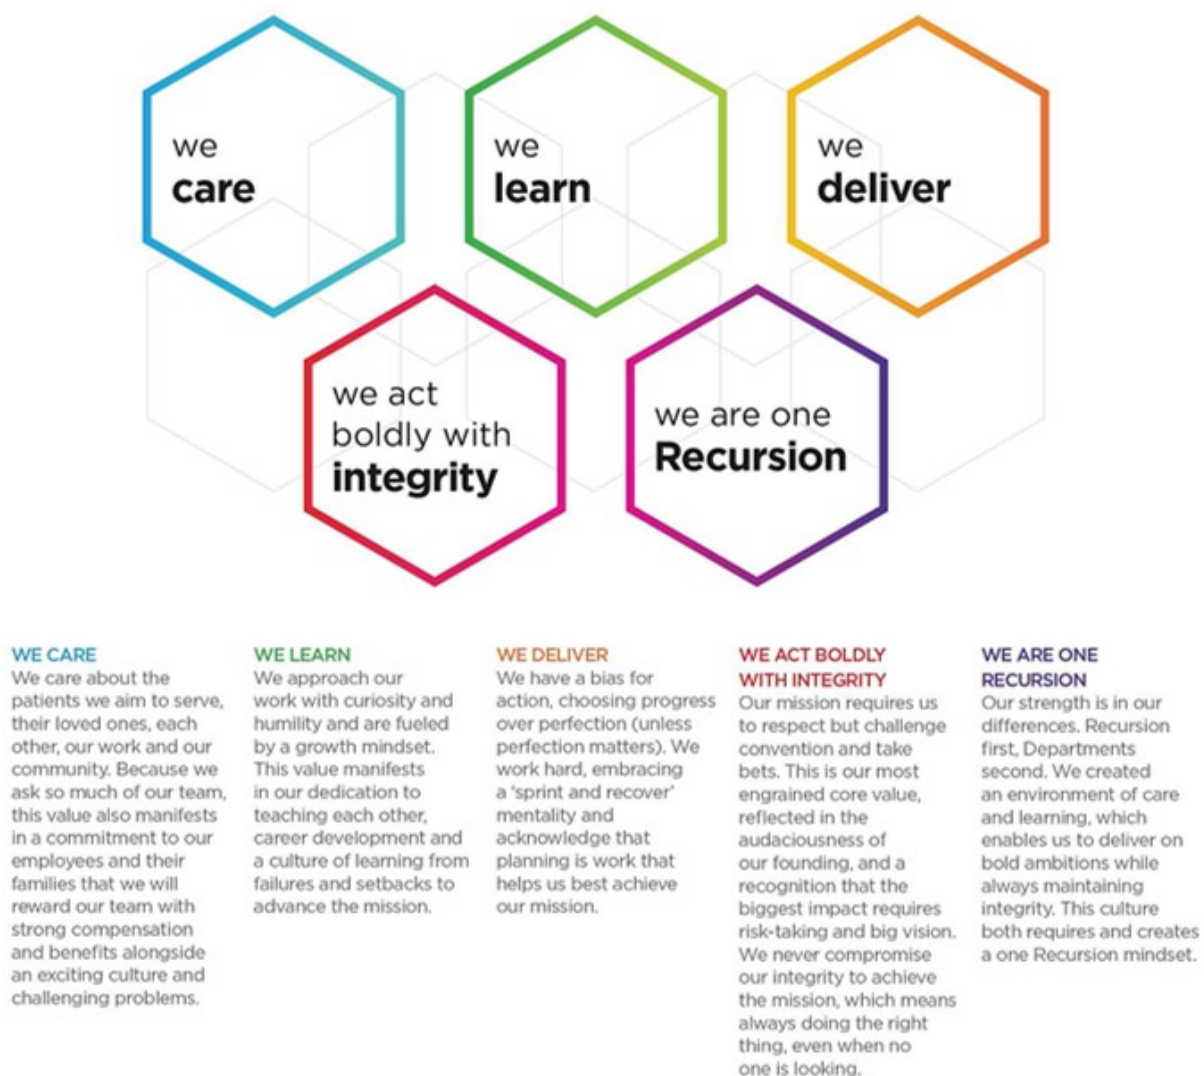 we
care
we
learn
we
deliver
we act
boldly with
integrity
we are one
Recursion
WE CARE
We care about the
patients we aim to serve,
their loved ones, each
other, our work and our
community. Because we
ask so much of our team,
this value also manifests
in a commitment to our
employees and their
families that we will
reward our team with
strong compensation
and benefits alongside
an exciting culture and
challenging problems.
WE LEARN
We approach our
work with curiosity and
humility and are fueled
by a growth mindset.
This value manifests
in our dedication to
teaching each other,
career development and
a culture of learning from
failures and setbacks to
advance the mission.
WE DELIVER
We have a bias for
action, choosing progress
over perfection (unless
perfection matters). We
work hard, embracing
a ‘sprint and recover’
mentality and
acknowledge that
planning is work that
helps us best achieve
our mission.
WE ACT BOLDLY
WITH INTEGRITY
Our mission requires us
to respect but challenge
convention and take
bets. This is our most
engrained core value,
reflected in the
audaciousness of
our founding, and a
recognition that the
biggest impact requires
risk-taking and big vision.
We never compromise
our integrity to achieve
the mission, which means
always doing the right
thing, even when no
one is looking.
WE ARE ONE
RECURSION
Our strength is in our
differences. Recursion
first, Departments
second. We created
an environment of care
and learning, which
enables us to deliver on
bold ambitions while
always maintaining
integrity. This culture
both requires and creates
a one Recursion mindset.